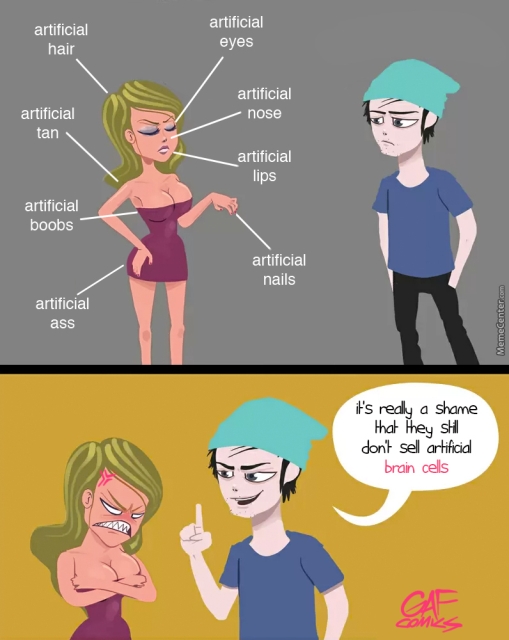 artificial
hair
artificial
eyes
artificial
tan
artificial
nose
artificial
lips
artificial
boobs
artificial
nails
artificial
ass
MemeCenter.com
it's really a shame
that they still
don't sell artificial
brain cells
GAF
COMICS